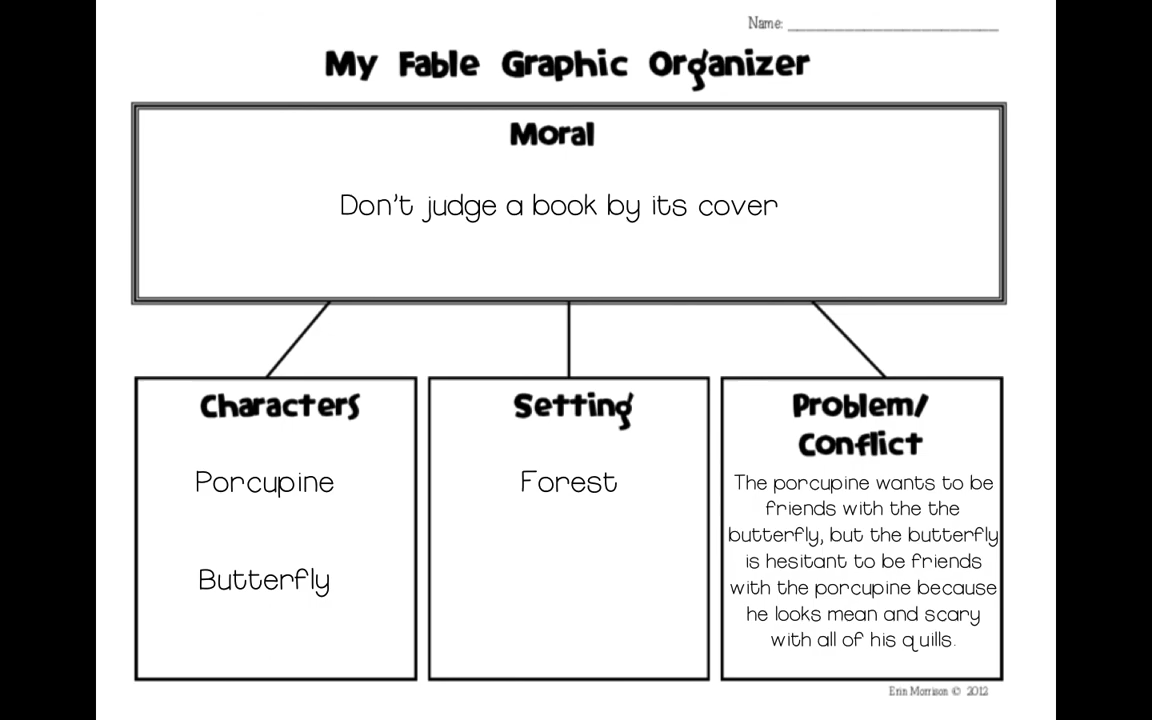 Name: ____________________
My Fable Graphic Organizer
Moral
Don't judge a book by its cover
Characters
Porcupine
Butterfly
Setting
Forest
Problem/
Conflict
The porcupine wants to be
friends with the the
butterfly, but the butterfly
is hesitant to be friends
with the porcupine because
he looks mean and scary
with all of his quills.
Erin Morrison © 2012